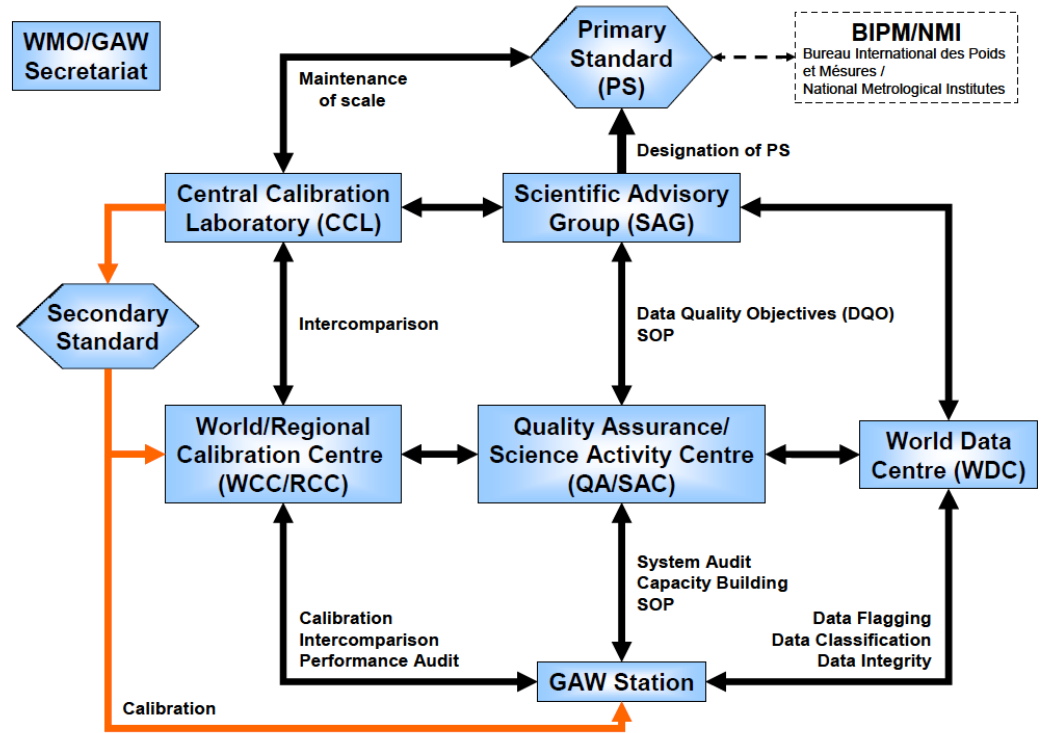 WMO/GAW
Secretariat
Primary
Standard
(PS)
BIPM/NMI
Bureau International des Poids
et Mésures /
National Metrological Institutes
Maintenance
of scale
Designation of PS
Central Calibration
Laboratory (CCL)
Scientific Advisory
Group (SAG)
Secondary
Standard
Intercomparison
Data Quality Objectives (DQO)
SOP
World/Regional
Calibration Centre
(WCC/RCC)
Quality Assurance/
Science Activity Centre
(QA/SAC)
World Data
Centre (WDC)
System Audit
Capacity Building
SOP
Calibration
Intercomparison
Performance Audit
Data Flagging
Data Classification
Data Integrity
GAW Station
Calibration